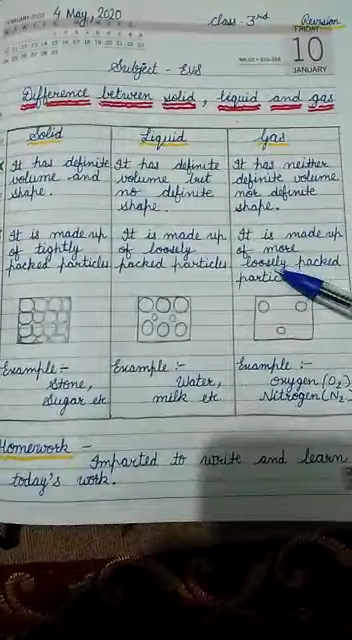 4 May, 2020
Class - 3rd
Revision
FRIDAY
10
JANUARY
Subject - EVS
Difference between solid, liquid and gas
Solid
It has definite
volume and
shape.
It is made up
of tightly
packed particles
Example :-
Stone,
Sugar etc
Liquid
It has definite
volume but
no definite
shape.
It is made up
of loosely
packed particles
Example :-
Water,
milk etc
Gas
It has neither
definite volume
nor definite
shape.
It is made up
of more
loosely packed
partic
Example :-
Oxygen (O2)
Nitrogen (N2
Homework -
Imparted to write and learn
today's work.